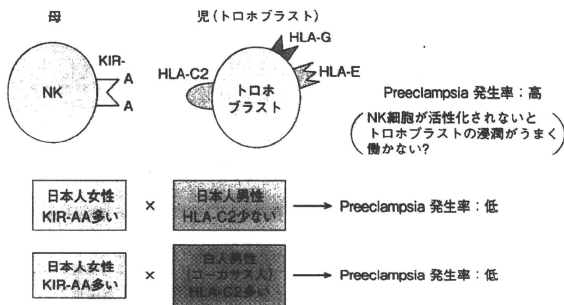 母
児(トロホブラスト)
HLA-G
KIR-
A
HLA-C2
HLA-E
NK
トロホ
ブラスト
A
Preeclampsia 発生率：高
(NK細胞が活性化されないと
トロホブラストの浸潤がうまく
働かない?)
日本人女性
KIR-AA多い
×
日本人男性
HLA-C2少ない
Preeclampsia 発生率：低
日本人女性
KIR-AA多い
×
白人男性
(コーカサス人)
HLA-C2多い
Preeclampsia 発生率：低